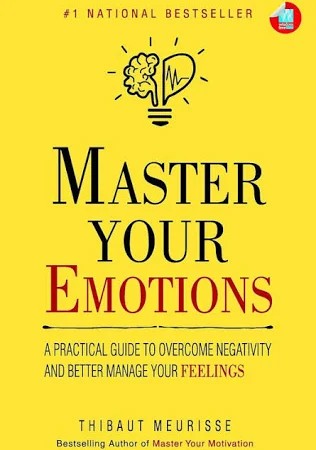 #1 NATIONAL BESTSELLER
MASTER
YOUR
EMOTIONS
A PRACTICAL GUIDE TO OVERCOME NEGATIVITY
AND BETTER MANAGE YOUR FEELINGS
THIBAUT MEURISSE
Bestselling Author of Master Your Motivation